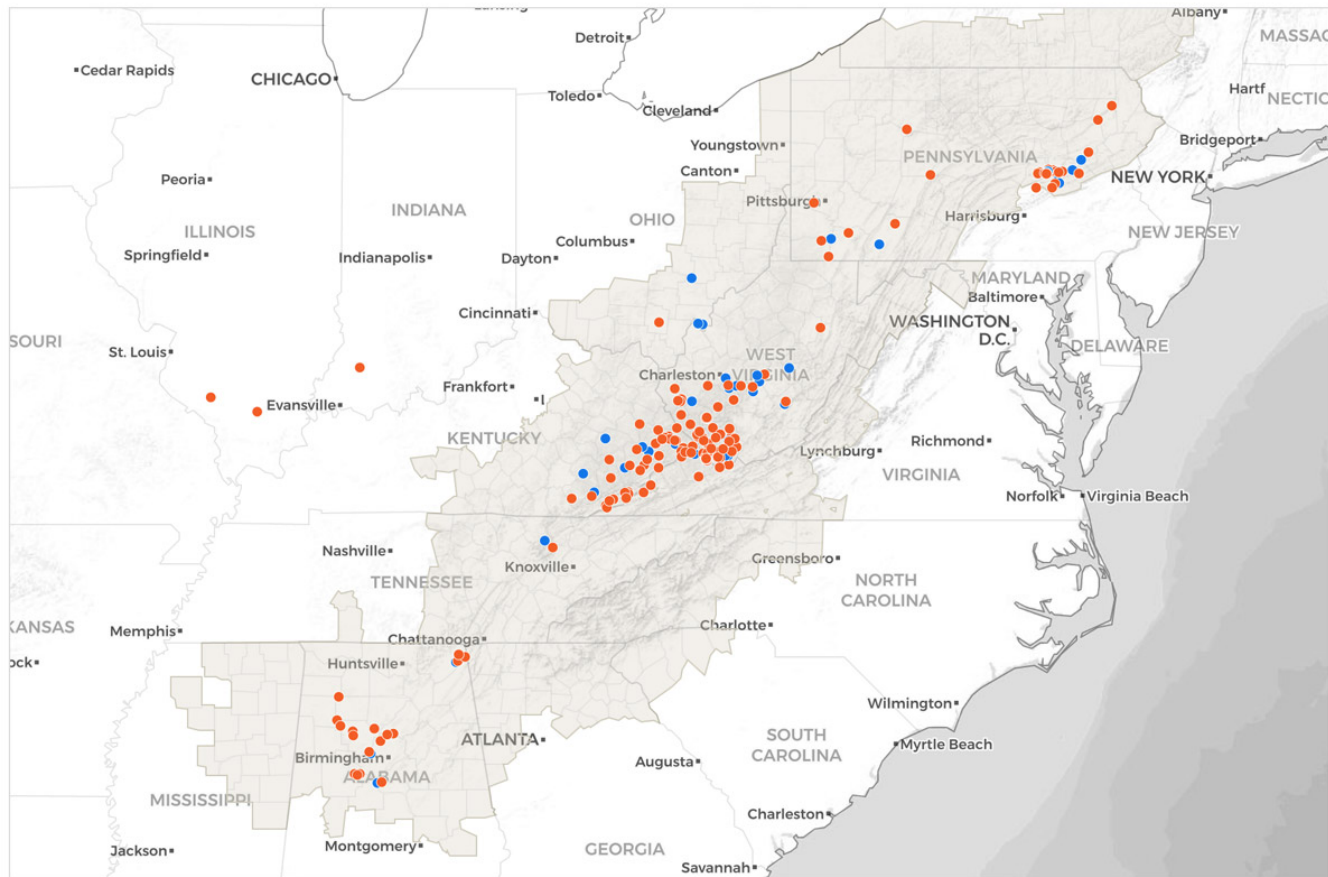 Lansing
Albany
Detroit
MASSAC
Cedar Rapids
CHICAGO
Hartf
Toledo
NECTIC
Cleveland
Bridgeport
Youngstown
PENNSYLVANIA
Canton
NEW YORK
Peoria
INDIANA
Pittsburgh
Harrisburg
OHIO
ILLINOIS
NEW JERSEY
Columbus
Springfield
Indianapolis
Dayton
MARYLAND
Baltimore
Cincinnati
WASHINGTON
D.C.
SOURI
DELAWARE
St. Louis
WEST
VIRGINIA
Charleston
Frankfort
L
Evansville
KENTUCKY
Lynchburg
Richmond
VIRGINIA
Norfolk
Virginia Beach
Nashville
Greensboro
Knoxville
TENNESSEE
NORTH
CAROLINA
KANSAS
Memphis
Charlotte
Chattanooga
ock
Huntsville
Wilmington
SOUTH
CAROLINA
ATLANTA
Myrtle Beach
Birmingham
Augusta
ALABAMA
MISSISSIPPI
Charleston
Montgomery
Jackson
GEORGIA
Savannah